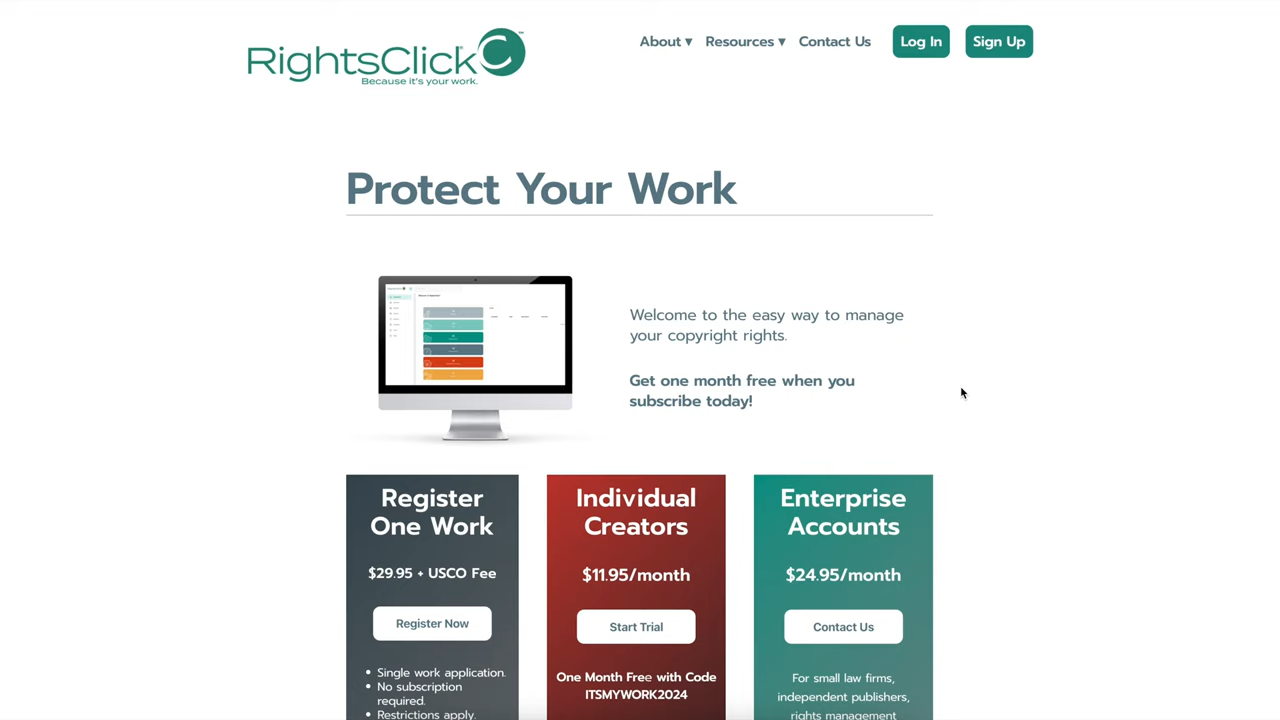 RightsClick
Because it's your work.
About ▾ Resources ▾ Contact Us Log In Sign Up
Protect Your Work
Welcome to the easy way to manage
your copyright rights.
Get one month free when you
subscribe today!
Register
One Work
$29.95 + USCO Fee
Register Now
• Single work application.
• No subscription
required.
• Restrictions apply.
Individual
Creators
$11.95/month
Start Trial
One Month Free with Code
ITSMYWORK2024
Enterprise
Accounts
$24.95/month
Contact Us
For small law firms,
independent publishers,
rights management